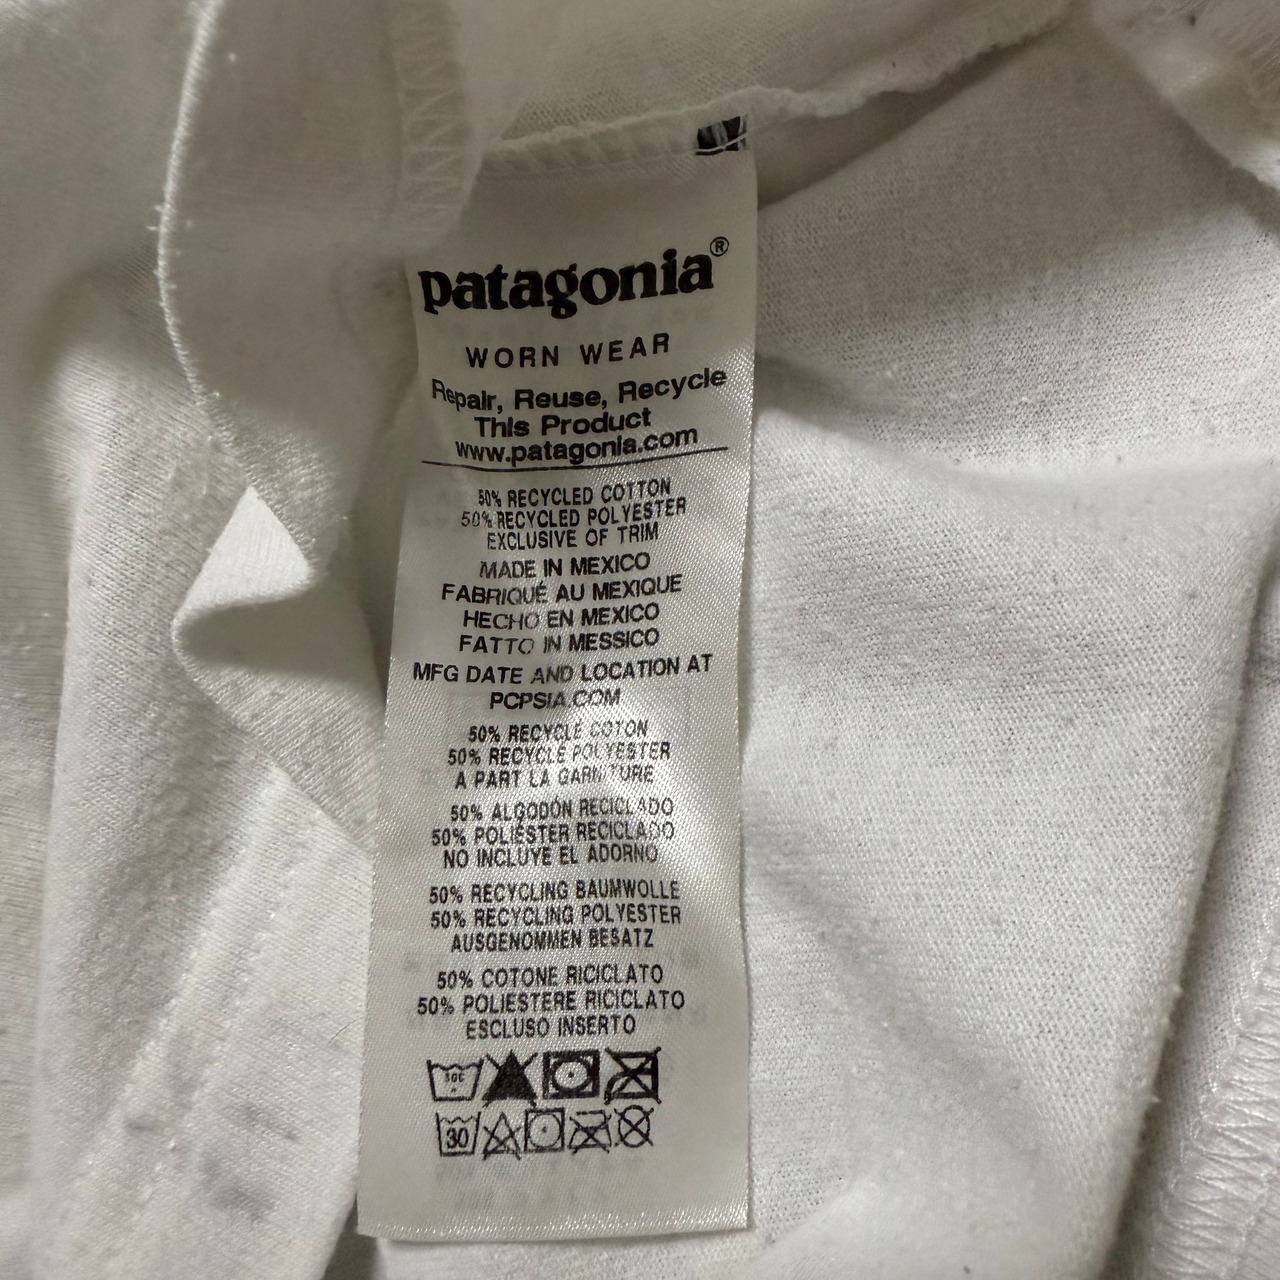 patagonia®
WORN WEAR
Repair, Reuse, Recycle
This Product
www.patagonia.com
50% RECYCLED COTTON
50% RECYCLED POLYESTER
EXCLUSIVE OF TRIM
MADE IN MEXICO
FABRIQUÉ AU MEXIQUE
HECHO EN MEXICO
FATTO IN MESSICO
MFG DATE AND LOCATION AT
PCPSIA.COM
50% RECYCLÉ COTON
50% RECYCLÉ POLYESTER
A PART LA GARNITURE
50% ALGODÓN RECICLADO
50% POLIÉSTER RECICLADO
NO INCLUYE EL ADORNO
50% RECYCLING BAUMWOLLE
50% RECYCLING POLYESTER
AUSGENOMMEN BESATZ
50% COTONE RICICLATO
50% POLIESTERE RICICLATO
ESCLUSO INSERTO
30